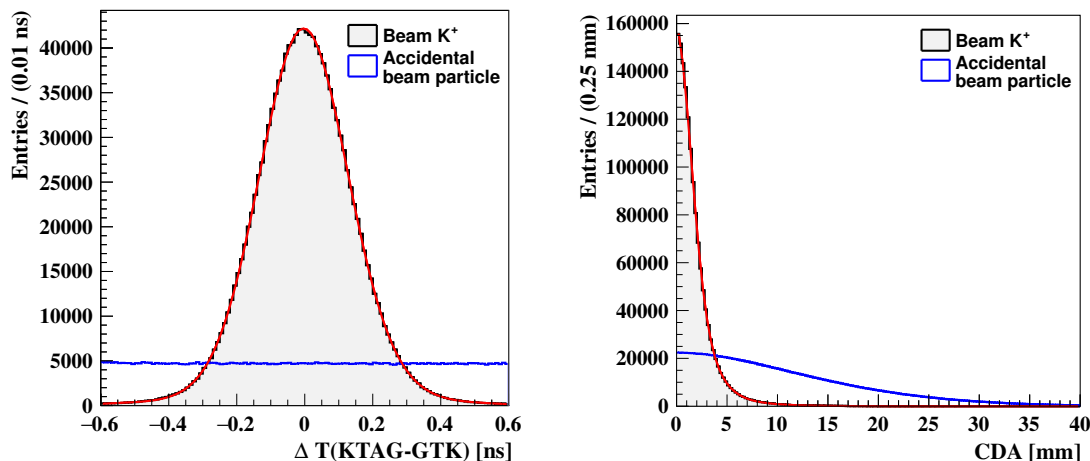 Entries / (0.01 ns)
40000
35000
30000
25000
20000
15000
10000
5000
0
−0.6 −0.4 −0.2 0 0.2 0.4 0.6
Δ T(KTAG-GTK) [ns]
Beam K⁺
Accidental
beam particle
Entries / (0.25 mm)
160000
140000
120000
100000
80000
60000
40000
20000
0
0 5 10 15 20 25 30 35 40
CDA [mm]
Beam K⁺
Accidental
beam particle